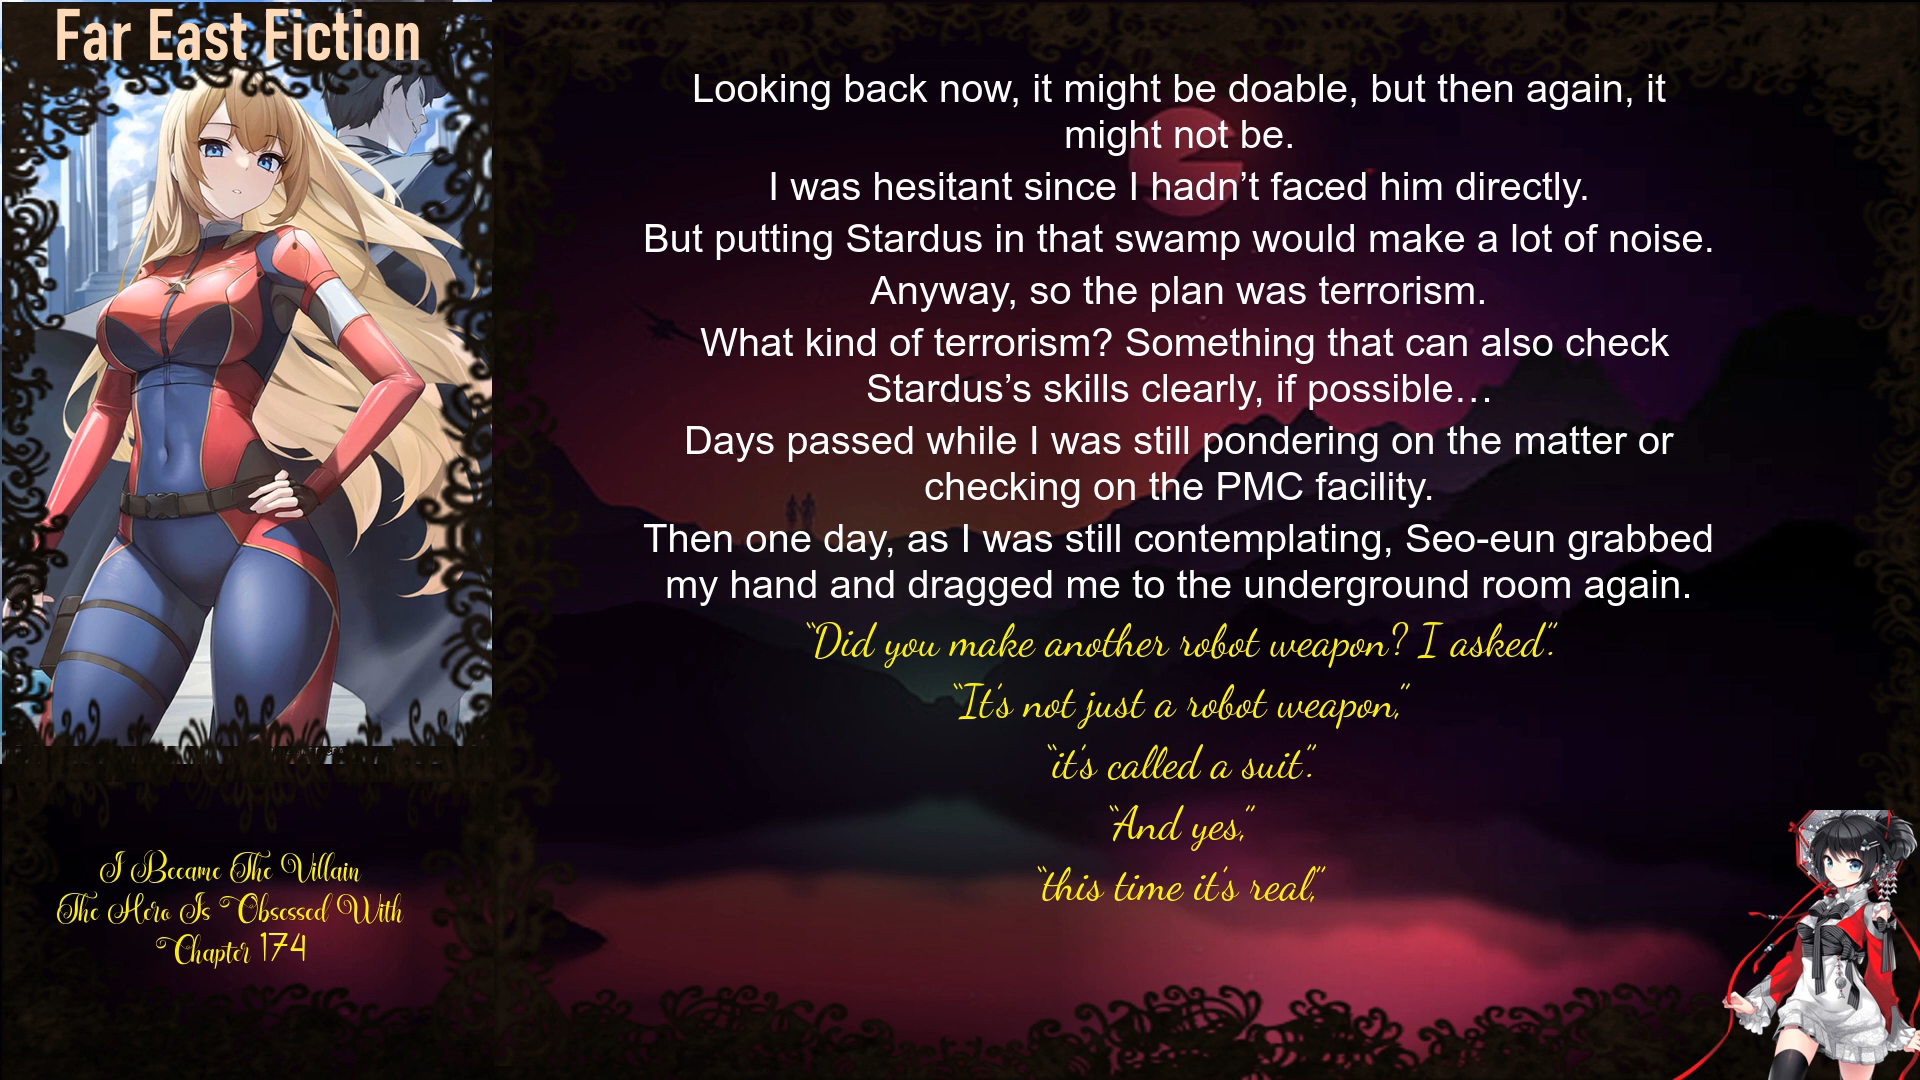 Far East Fiction
Looking back now, it might be doable, but then again, it
might not be.
I was hesitant since I hadn’t faced him directly.
But putting Stardus in that swamp would make a lot of noise.
Anyway, so the plan was terrorism.
What kind of terrorism? Something that can also check
Stardus’s skills clearly, if possible…
Days passed while I was still pondering on the matter or
checking on the PMC facility.
Then one day, as I was still contemplating, Seo-eun grabbed
my hand and dragged me to the underground room again.
“Did you make another robot weapon? I asked”.
“It’s not just a robot weapon,”
“it’s called a suit”.
“And yes,”
“this time it’s real,”
I Became The Villain
The Hero Is Obsessed With
Chapter 174